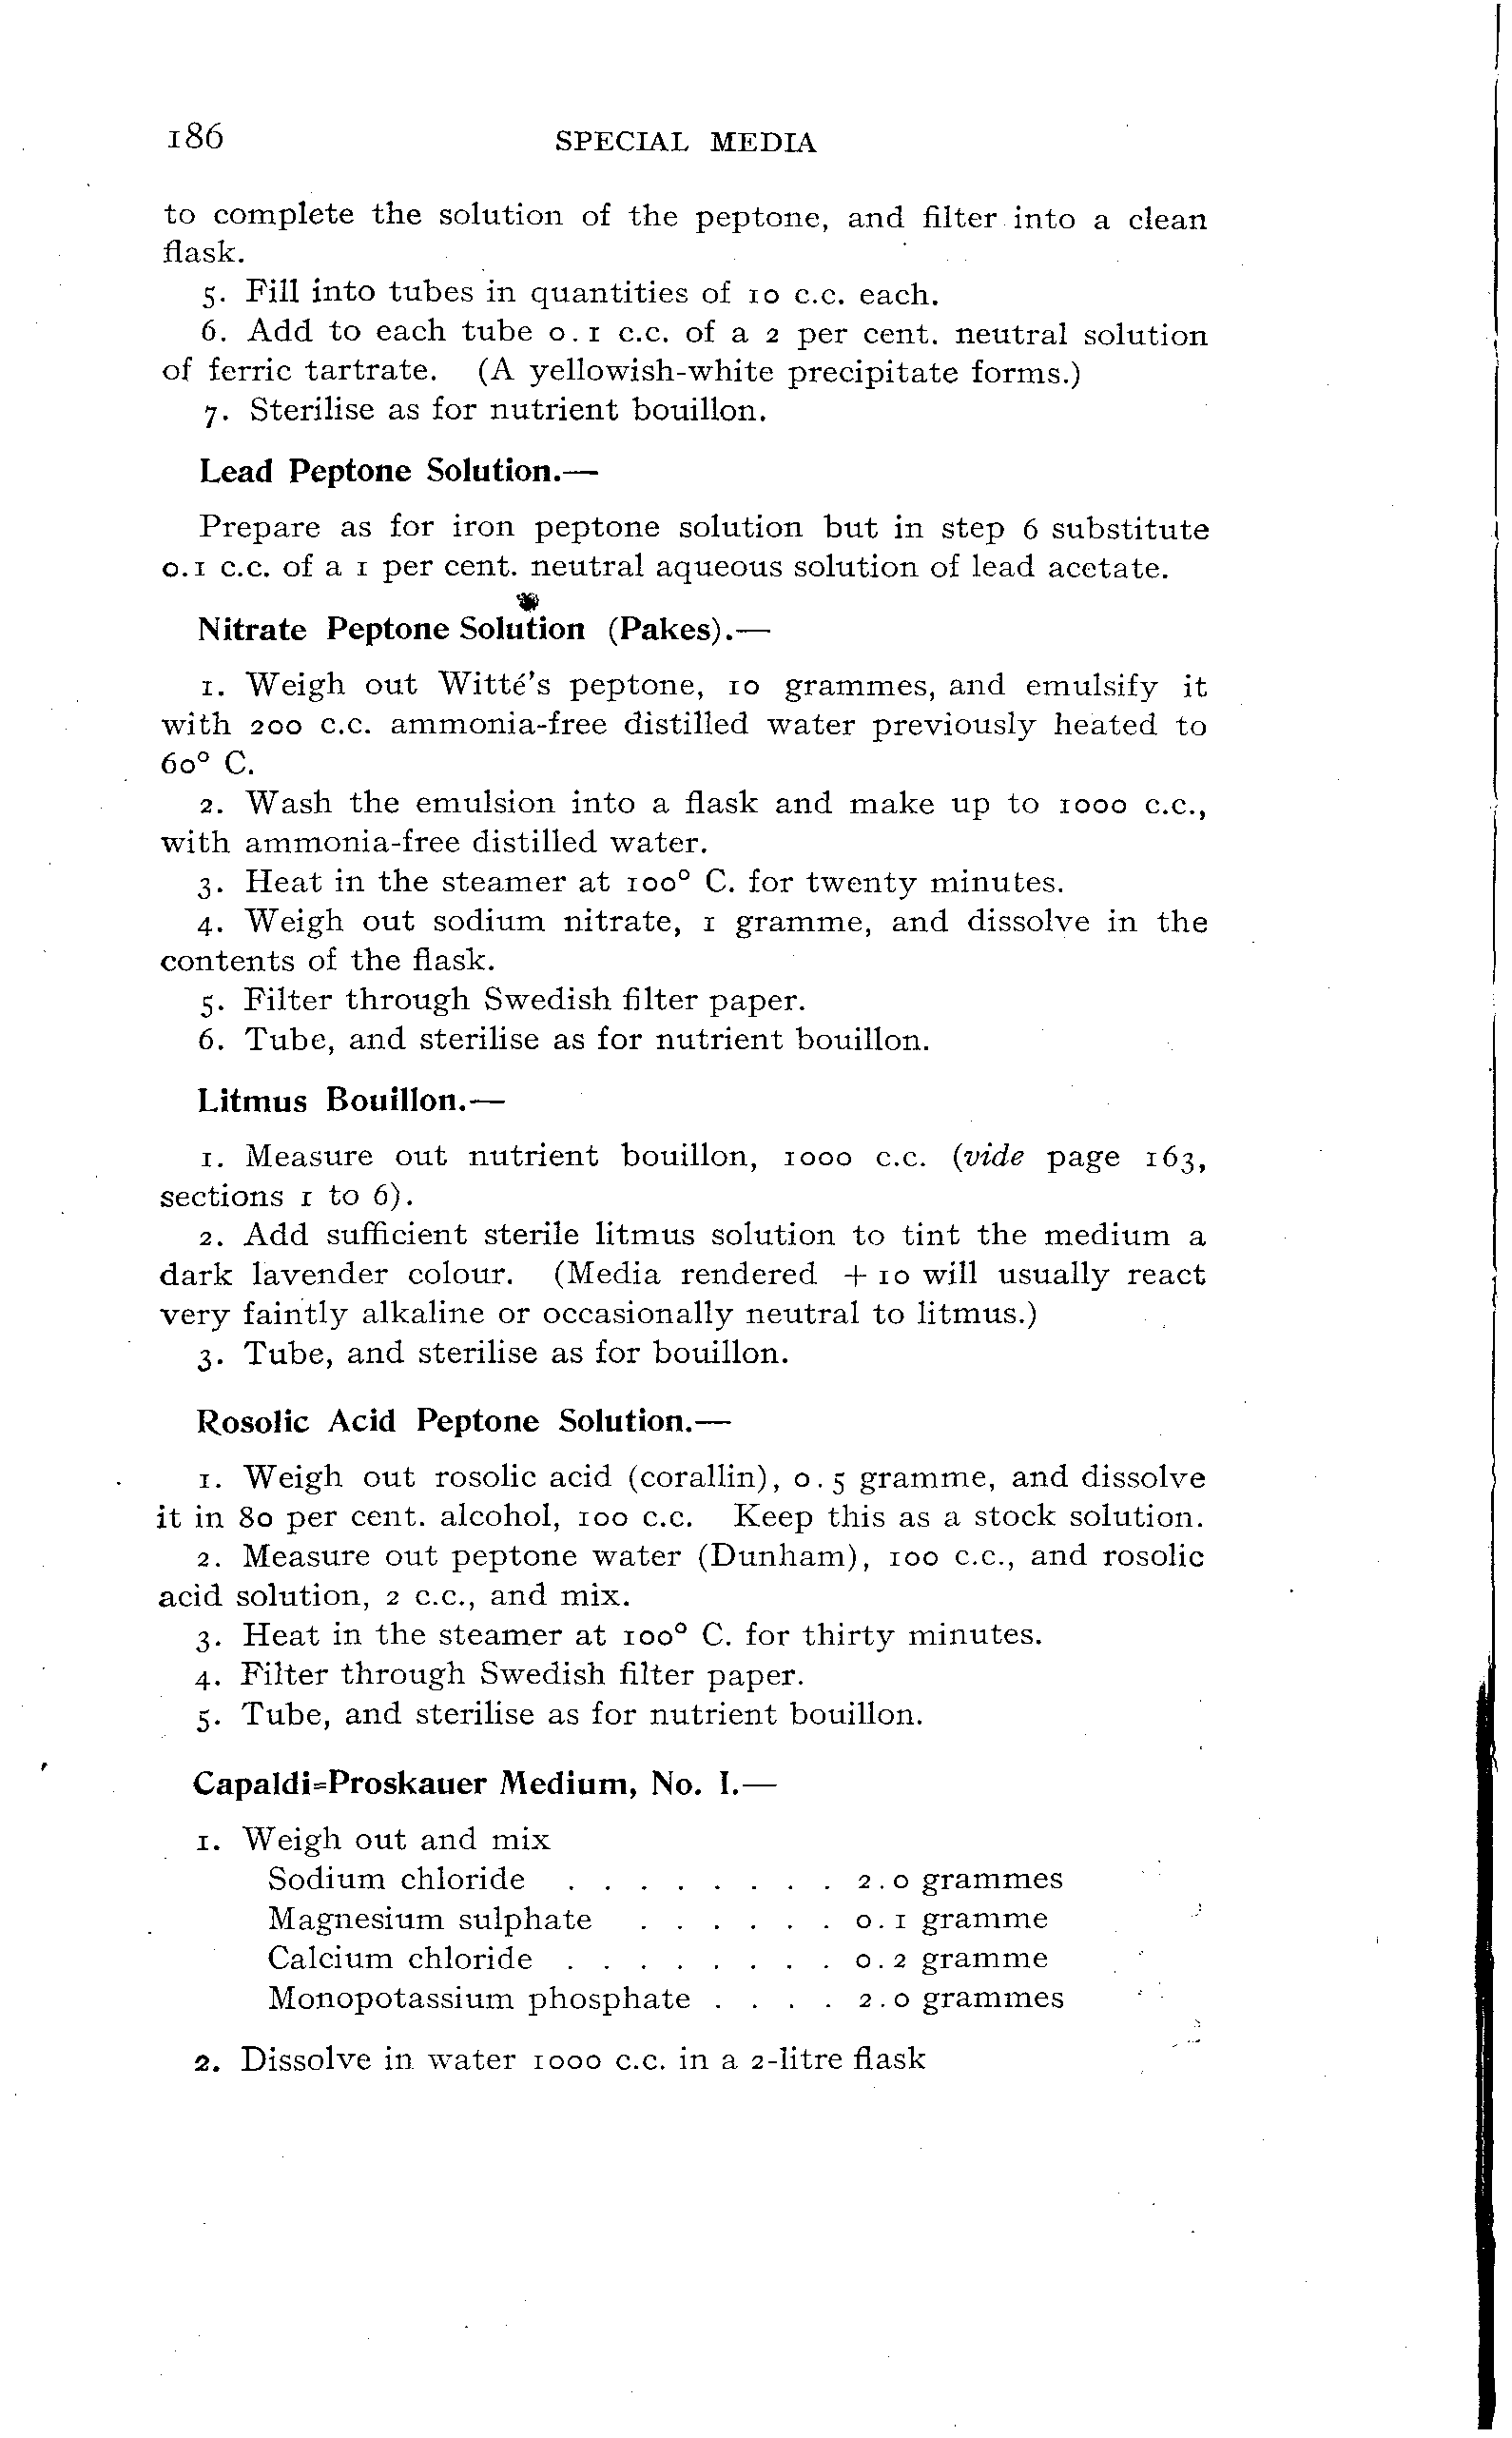 186 SPECIAL MEDIA
to complete the solution of the peptone, and filter into a clean
flask.
5. Fill into tubes in quantities of 10 c.c. each.
6. Add to each tube 0.1 c.c. of a 2 per cent. neutral solution
of ferric tartrate. (A yellowish-white precipitate forms.)
7. Sterilise as for nutrient bouillon.
Lead Peptone Solution.—
Prepare as for iron peptone solution but in step 6 substitute
0.1 c.c. of a 1 per cent. neutral aqueous solution of lead acetate.
Nitrate Peptone Solution (Pakes).—
1. Weigh out Witté's peptone, 10 grammes, and emulsify it
with 200 c.c. ammonia-free distilled water previously heated to
60° C.
2. Wash the emulsion into a flask and make up to 1000 c.c.,
with ammonia-free distilled water.
3. Heat in the steamer at 100° C. for twenty minutes.
4. Weigh out sodium nitrate, 1 gramme, and dissolve in the
contents of the flask.
5. Filter through Swedish filter paper.
6. Tube, and sterilise as for nutrient bouillon.
Litmus Bouillon.—
1. Measure out nutrient bouillon, 1000 c.c. (vide page 163,
sections 1 to 6).
2. Add sufficient sterile litmus solution to tint the medium a
dark lavender colour. (Media rendered +10 will usually react
very faintly alkaline or occasionally neutral to litmus.)
3. Tube, and sterilise as for bouillon.
Rosolic Acid Peptone Solution.—
1. Weigh out rosolic acid (corallin), 0.5 gramme, and dissolve
it in 80 per cent. alcohol, 100 c.c. Keep this as a stock solution.
2. Measure out peptone water (Dunham), 100 c.c., and rosolic
acid solution, 2 c.c., and mix.
3. Heat in the steamer at 100° C. for thirty minutes.
4. Filter through Swedish filter paper.
5. Tube, and sterilise as for nutrient bouillon.
Capaldi=Proskauer Medium, No. I.—
1. Weigh out and mix
Sodium chloride . . . . . . . . 2.0 grammes
Magnesium sulphate . . . . . . 0.1 gramme
Calcium chloride . . . . . . . . 0.2 gramme
Monopotassium phosphate . . . . 2.0 grammes
2. Dissolve in water 1000 c.c. in a 2-litre flask